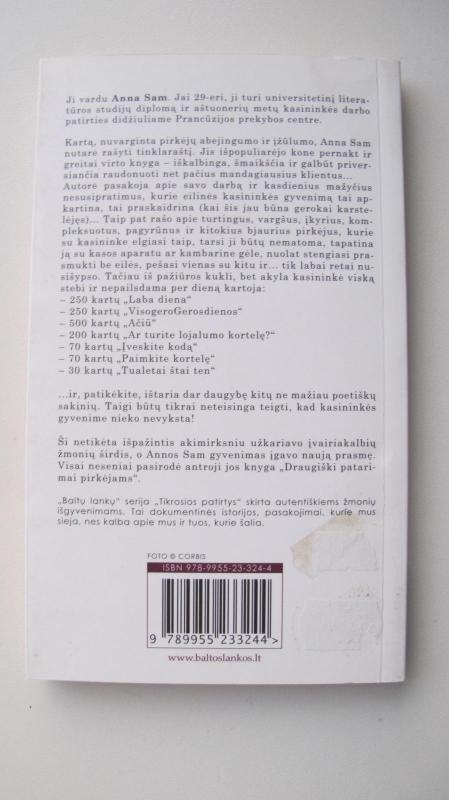 Ji vardu Anna Sam. Jai 29-eri, ji turi universitetinį litera-
tūros studijų diplomą ir aštuonerių metų kasininkės darbo
patirties didžiuliame Prancūzijos prekybos centre.
Kartą, nuvarginta pirkėjų abejingumo ir įžūlumo, Anna Sam
nutarė rašyti tinklaraštį. Jis išpopuliarėjo kone pernakt ir
greitai virto knyga – iškalbinga, šmaikščia ir galbūt priver-
siančia raudonuoti net pačius mandagiausius klientus...
Autorė pasakoja apie savo darbą ir kasdienius mažyčius
nesusipratimus, kurie eilinės kasininkės gyvenimą tai ap-
kartina, tai praskaidrina (kai šis jau būna gerokai karste-
lėjęs)... Taip pat rašo apie turtingus, vargšus, įkyrius, kom-
pleksuotus, pagyrūnus ir kitokius bjaurius pirkėjus, kurie
su kasininke elgiasi taip, tarsi ji būtų nematoma, tapatina
ją su kasos aparatu ar kambarine gėle, nuolat stengiasi pra-
smukti be eilės, pešasi vienas su kitu ir... tik labai retai nu-
sišypso. Tačiau iš pažiūros kukli, bet akyla kasininkė viską
stebi ir nepailsdama per dieną kartoja:
– 250 kartų „Laba diena“
– 250 kartų „VisogeroGerosdienos“
– 500 kartų „Ačiū“
– 200 kartų „Ar turite lojalumo kortelę?“
– 70 kartų „Įveskite kodą“
– 70 kartų „Paimkite kortelę“
– 30 kartų „Tualetai štai ten“
...ir, patikėkite, ištaria dar daugybę kitų ne mažiau poetiškų
sakinių. Taigi būtų tikrai neteisinga teigti, kad kasininkės
gyvenime nieko nevyksta!
Ši netikėta išpažintis akimirksniu užkariavo įvairiakalbių
žmonių širdis, o Annos Sam gyvenimas įgavo naują prasmę.
Visai neseniai pasirodė antroji jos knyga „Draugiški patari-
mai pirkėjams“.
„Baltų lankų“ serija „Tikrosios patirtys“ skirta autentiškiems žmonių
išgyvenimams. Tai dokumentinės istorijos, pasakojimai, kurie mus
sieja, nes kalba apie mus ir tuos, kurie šalia.
FOTO © CORBIS
ISBN 978-9955-23-324-4
9 789955 233244 >
www.baltoslankos.lt